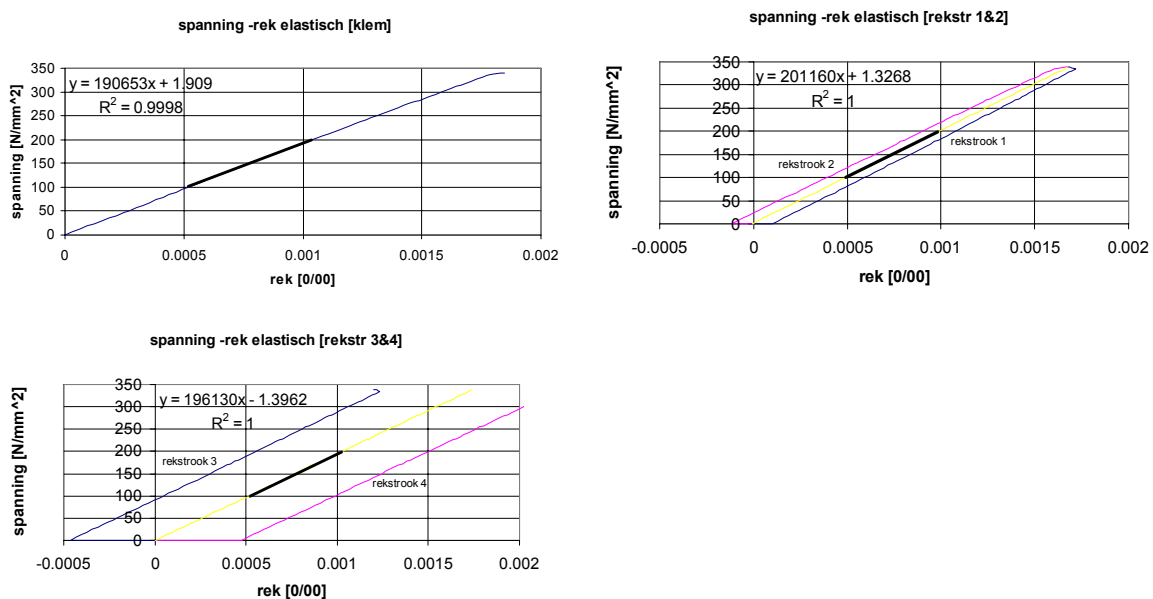 spanning -rek elastisch [klem]
350
300
250
200
150
100
50
0
y = 190653x + 1.909
R² = 0.9998
spanning [N/mm^2]
0 0.0005 0.001 0.0015 0.002
rek [0/00]
spanning -rek elastisch [rekstr 1&2]
350
300
250
200
150
100
50
0
y = 201160x + 1.3268
R² = 1
rekstrook 2
rekstrook 1
spanning [N/mm^2]
-0.0005 0 0.0005 0.001 0.0015 0.002
rek [0/00]
spanning -rek elastisch [rekstr 3&4]
350
300
250
200
150
100
50
0
y = 196130x - 1.3962
R² = 1
rekstrook 3
rekstrook 4
spanning [N/mm^2]
-0.0005 0 0.0005 0.001 0.0015 0.002
rek [0/00]